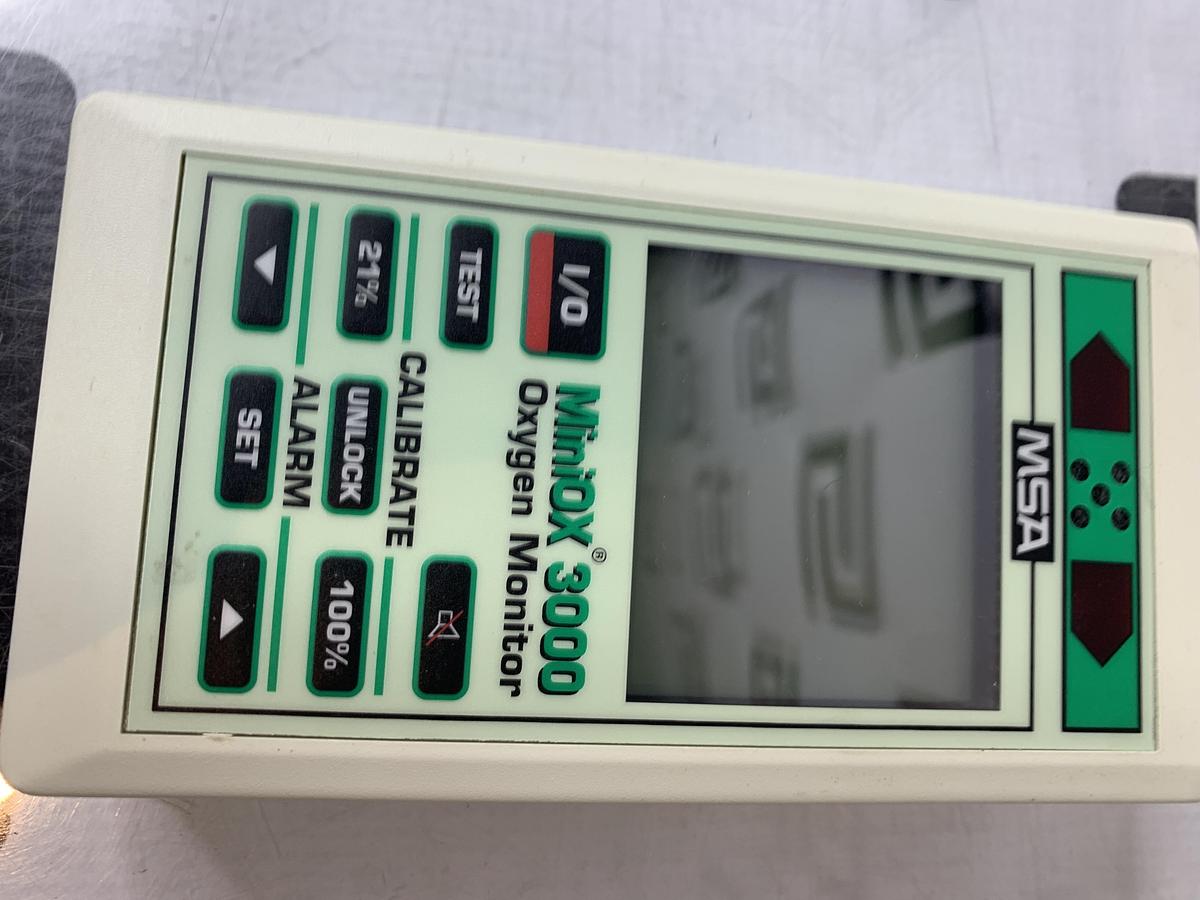 MSA
MiniOX® 3000
Oxygen Monitor
I/O
TEST
CALIBRATE
21% UNLOCK 100%
ALARM
SET